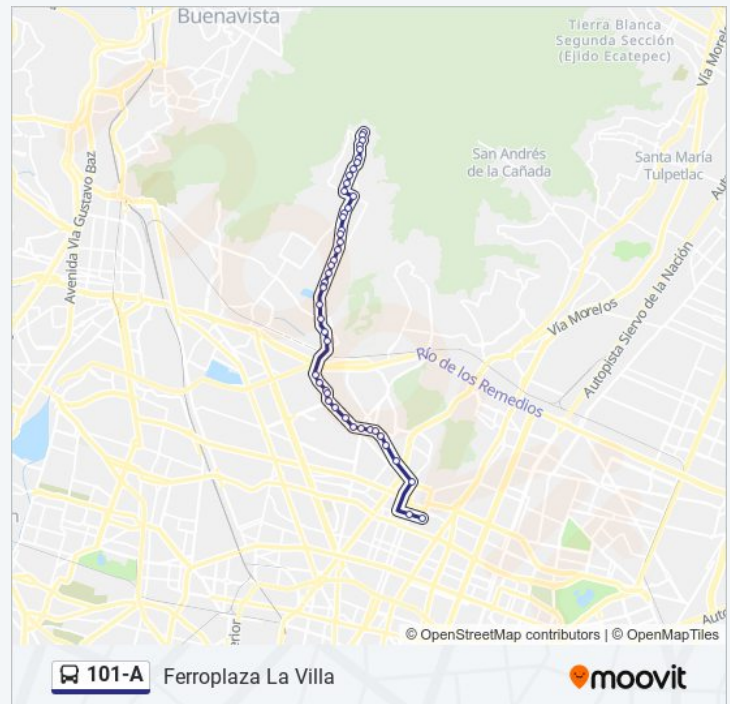 Buenavista
Tierra Blanca
Segunda Sección
(Ejido Ecatepec)
Vía Morelos
San Andrés
de la Cañada
Santa María
Tulpetlac
Avenida Vía Gustavo Baz
Autopista Siervo de la Nación
Vía Morelos
Río de los Remedios
© OpenStreetMap contributors | © OpenMapTiles
101-A Ferroplaza La Villa
moovit